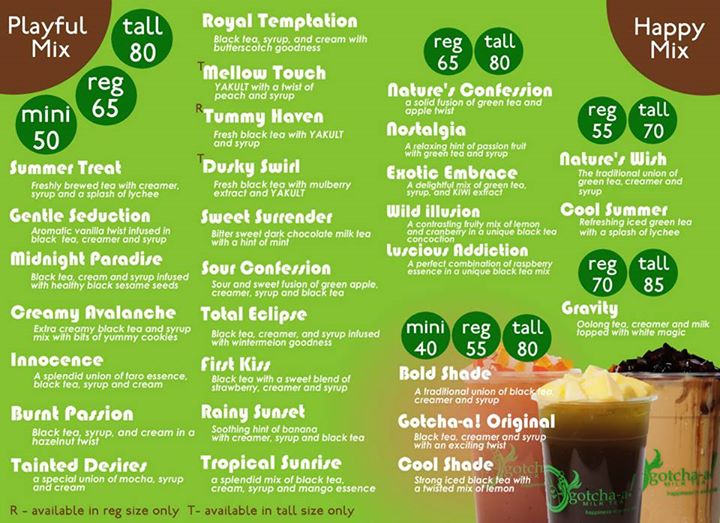 Playful
Mix
tall
80
reg
65
mini
50
Summer Treat
Freshly brewed tea with creamer,
syrup and a splash of lychee
Gentle Seduction
Aromatic vanilla twist infused in
black tea, creamer and syrup
Midnight Paradise
Black tea, cream and syrup infused
with healthy black sesame seeds
Creamy Avalanche
Extra creamy black tea and syrup
mix with bits of yummy cookies
Innocence
A splendid union of taro essence,
black tea, syrup and cream
Burnt Passion
Black tea, syrup, and cream in a
hazelnut twist
Tainted Desires
a special union of mocha, syrup
and cream
R - available in reg size only T- available in tall size only
Royal Temptation
Black tea, syrup, and cream with
butterscotch goodness
T Mellow Touch
YAKULT with a twist of
peach and syrup
R Tummy Haven
Fresh black tea with YAKULT
and syrup
T Dusky Swirl
Fresh black tea with mulberry
extract and YAKULT
Sweet Surrender
Bitter sweet dark chocolate milk tea
with a hint of mint
Sour Confession
Sour and sweet fusion of green apple,
creamer, syrup and black tea
Total Eclipse
Black tea, creamer, and syrup infused
with wintermelon goodness
First Kiss
Black tea with a sweet blend of
strawberry, creamer and syrup
Rainy Sunset
Soothing hint of banana
with creamer, syrup and black tea
Tropical Sunrise
a splendid mix of black tea,
cream, syrup and mango essence
reg
65
tall
80
Nature's Confession
a solid fusion of green tea and
apple twist
Nostalgia
A relaxing hint of passion fruit
with green tea and syrup
Exotic Embrace
A delightful mix of green tea,
syrup, and KIWI extract
Wild illusion
A contrasting fruity mix of lemon
and cranberry in a unique black tea
concoction
Luscious Addiction
A perfect combination of raspberry
essence in a unique black tea mix
mini
40
reg
55
tall
80
Bold Shade
A traditional union of black tea,
creamer and syrup
Gotcha-a! Original
Black tea, creamer and syrup
with an exciting twist
Cool Shade
Strong iced black tea with
a twisted mix of lemon
Happy
Mix
reg
55
tall
70
Nature's Wish
The traditional union of
green tea, creamer and
syrup
Cool Summer
Refreshing iced green tea
with a splash of lychee
reg
70
tall
85
Gravity
Oolong tea, creamer and milk
topped with white magic
gotcha-a!
gotcha-a!
MILK TEA
gotcha-a!
MILK TEA